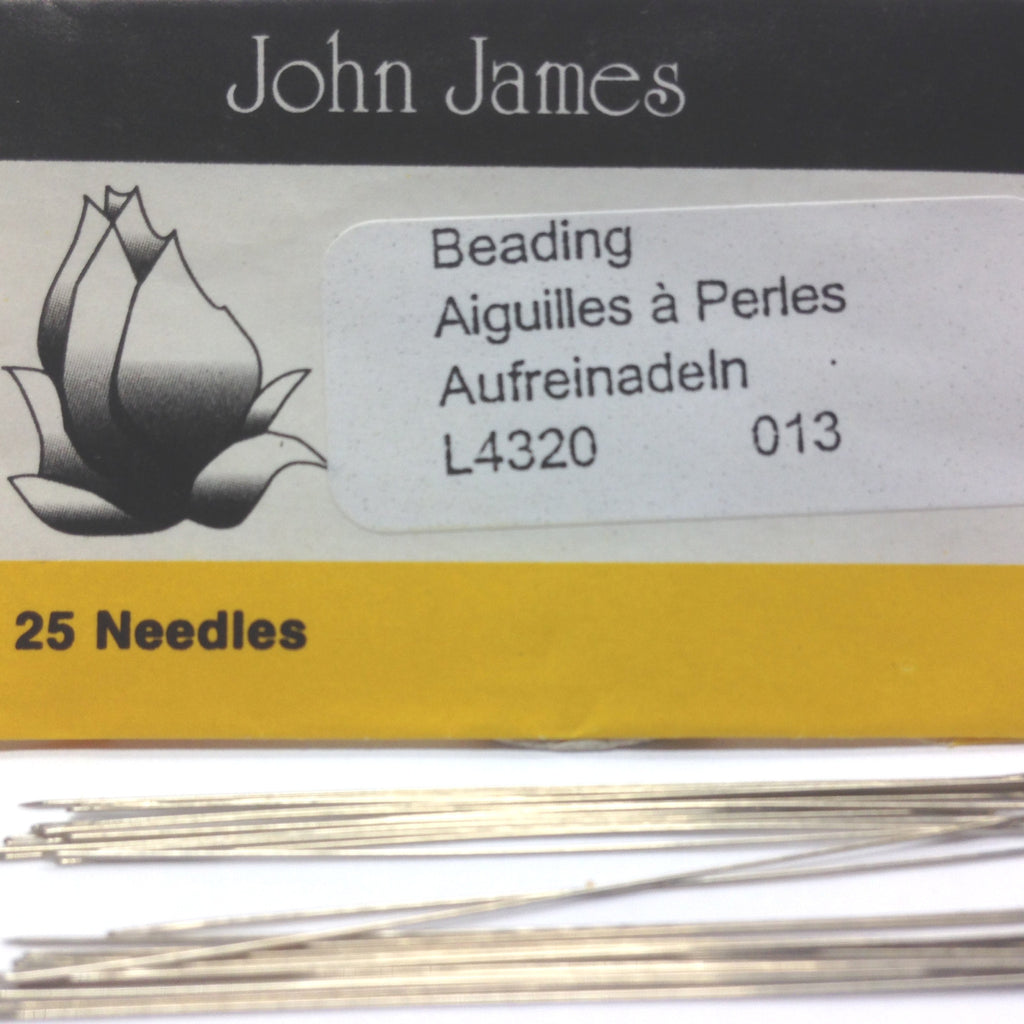 John James
Beading
Aiguilles à Perles
Aufreinadeln
L4320 013
25 Needles